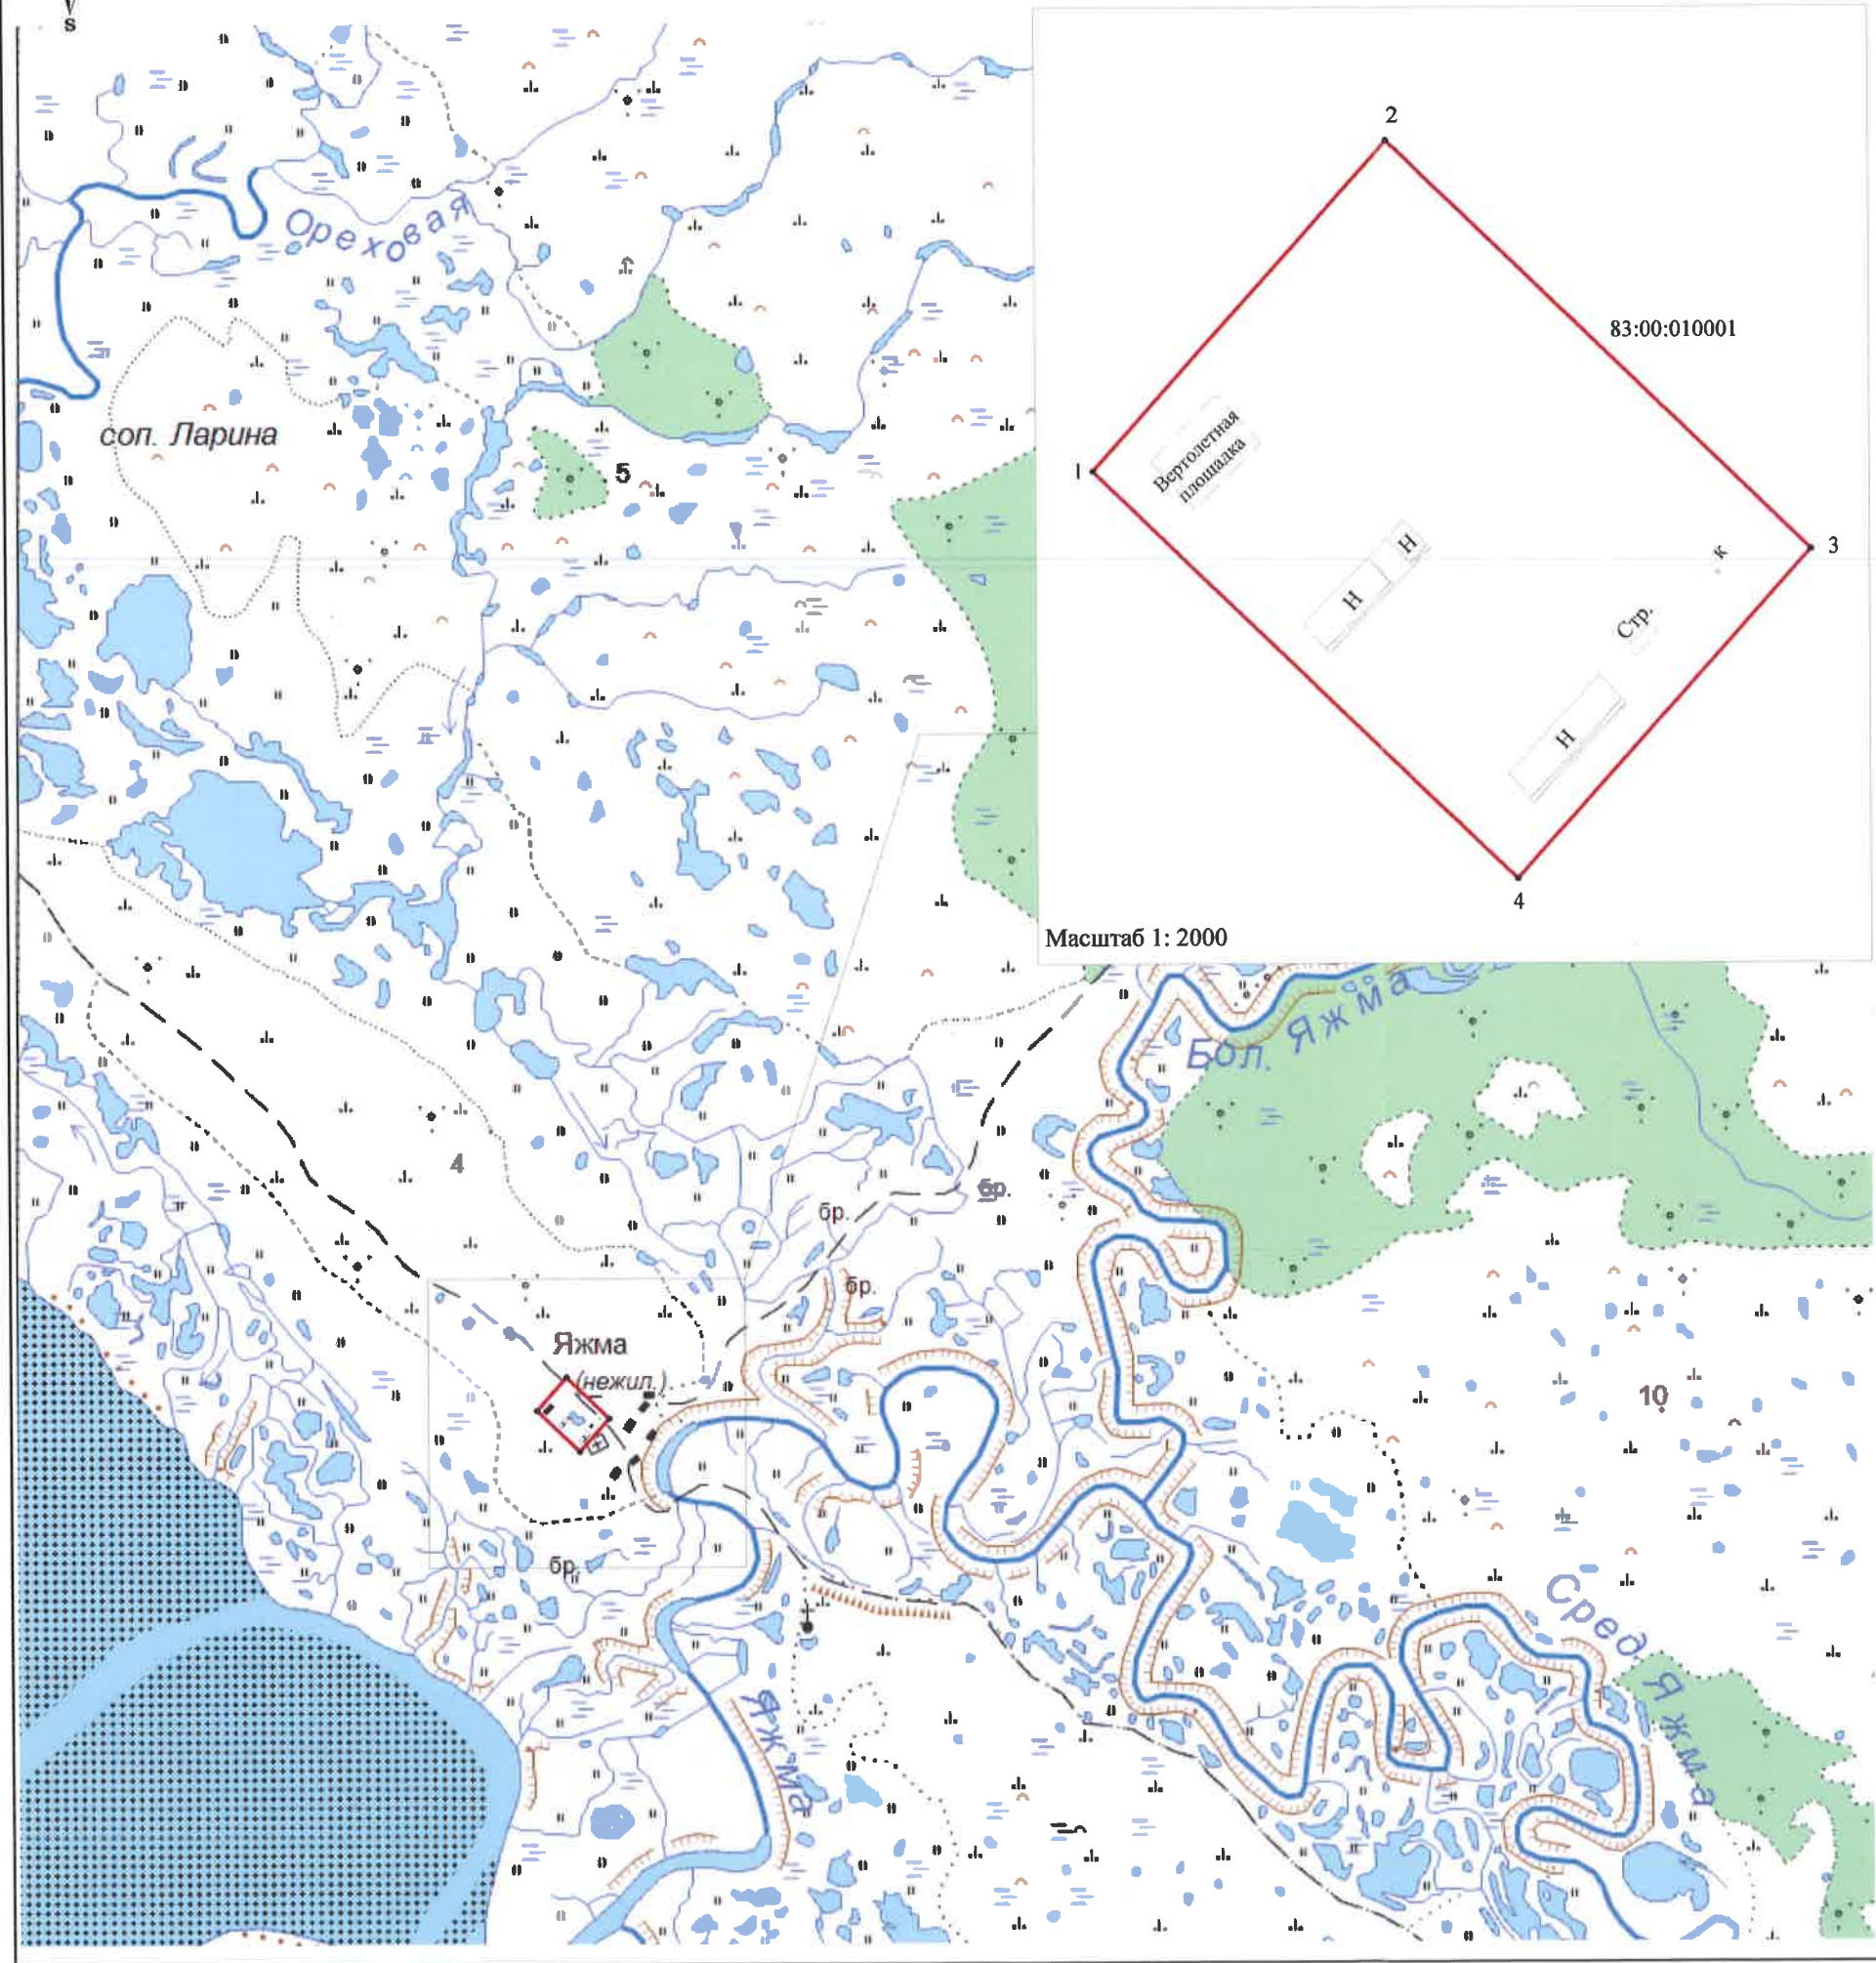 S
2
Ореховая
83:00:010001
соп. Ларина
Вертолетная
площадка
1
5
Н
Н
3
к
Стр.
Н
4
Масштаб 1: 2000
Бол. Яжма
4
бр.
бр.
бр.
Яжма
(нежил.)
10
бр.
Сред. Яжма
Яжма